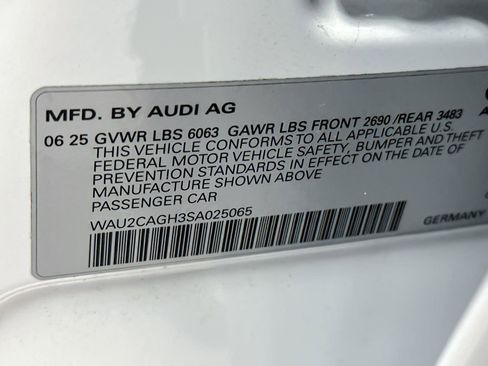 MFD. BY AUDI AG
06 25 GVWR LBS 6063 GAWR LBS FRONT 2690 /REAR 3483
THIS VEHICLE CONFORMS TO ALL APPLICABLE U.S.
FEDERAL MOTOR VEHICLE SAFETY, BUMPER AND THEFT
PREVENTION STANDARDS IN EFFECT ON THE DATE OF
MANUFACTURE SHOWN ABOVE
PASSENGER CAR
WAU2CAGH3SA025065
GERMANY